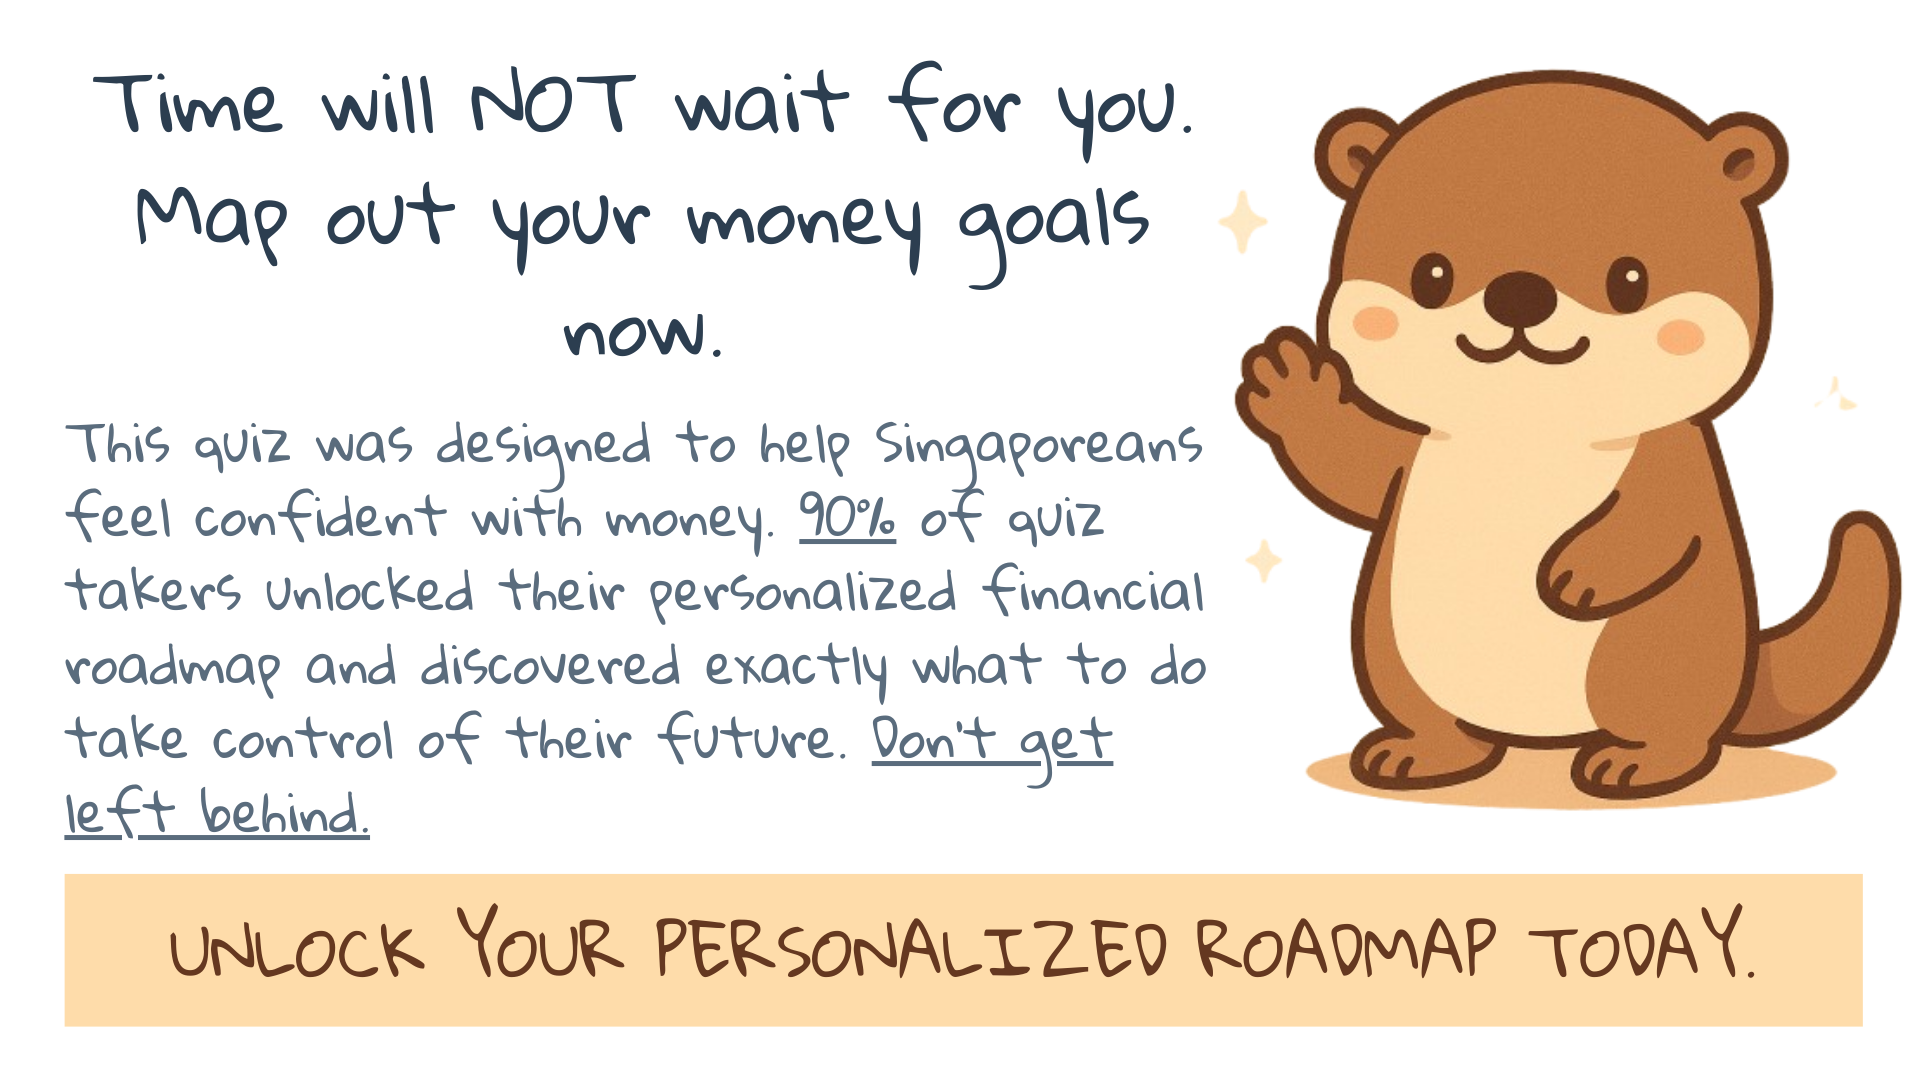 Time will NOT wait for you.
Map out your money goals
now.
This quiz was designed to help Singaporeans
feel confident with money. 90% of quiz
takers unlocked their personalized financial
roadmap and discovered exactly what to do
take control of their future. Don't get
left behind.
UNLOCK YOUR PERSONALIZED ROADMAP TODAY.